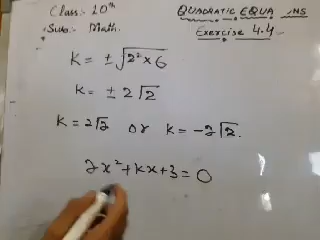 Class:- 10th
QUADRATIC EQUA NS
Sub:- Math.
Exercise 4.4
K = ±√2²×6
K = ± 2√2
K = 2√2 or K = -2√2.
2x²+kx+3=0